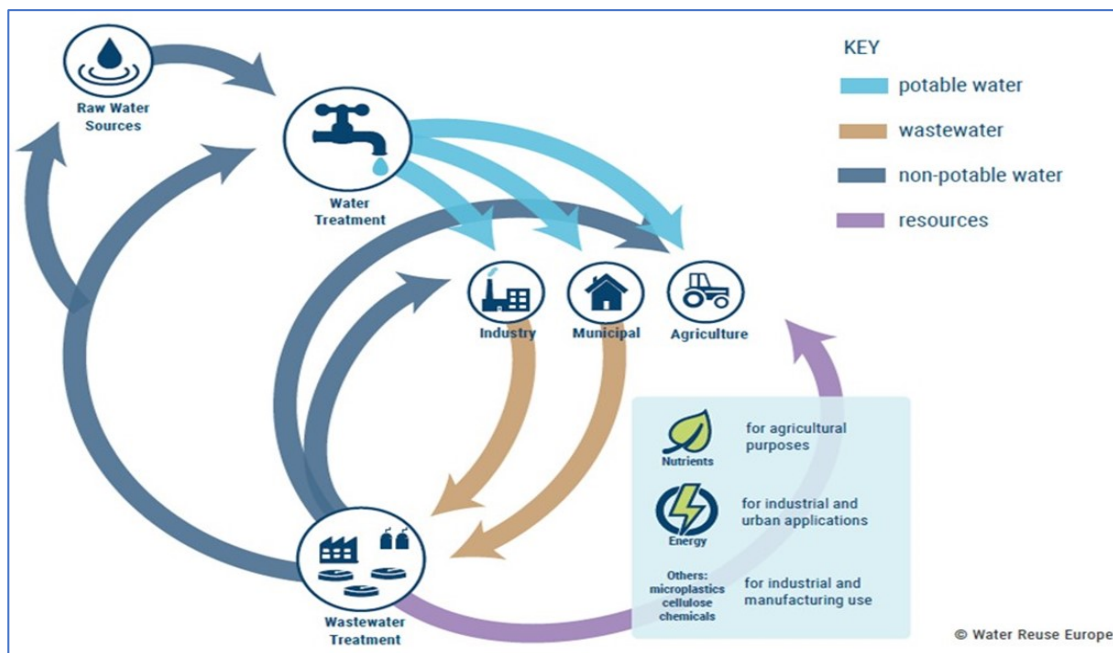 Raw Water
Sources
Water
Treatment
KEY
potable water
wastewater
non-potable water
resources
Industry
Municipal
Agriculture
Nutrients
for agricultural
purposes
Energy
for industrial and
urban applications
Others:
microplastics
cellulose
chemicals
for industrial and
manufacturing use
Wastewater
Treatment
© Water Reuse Europe